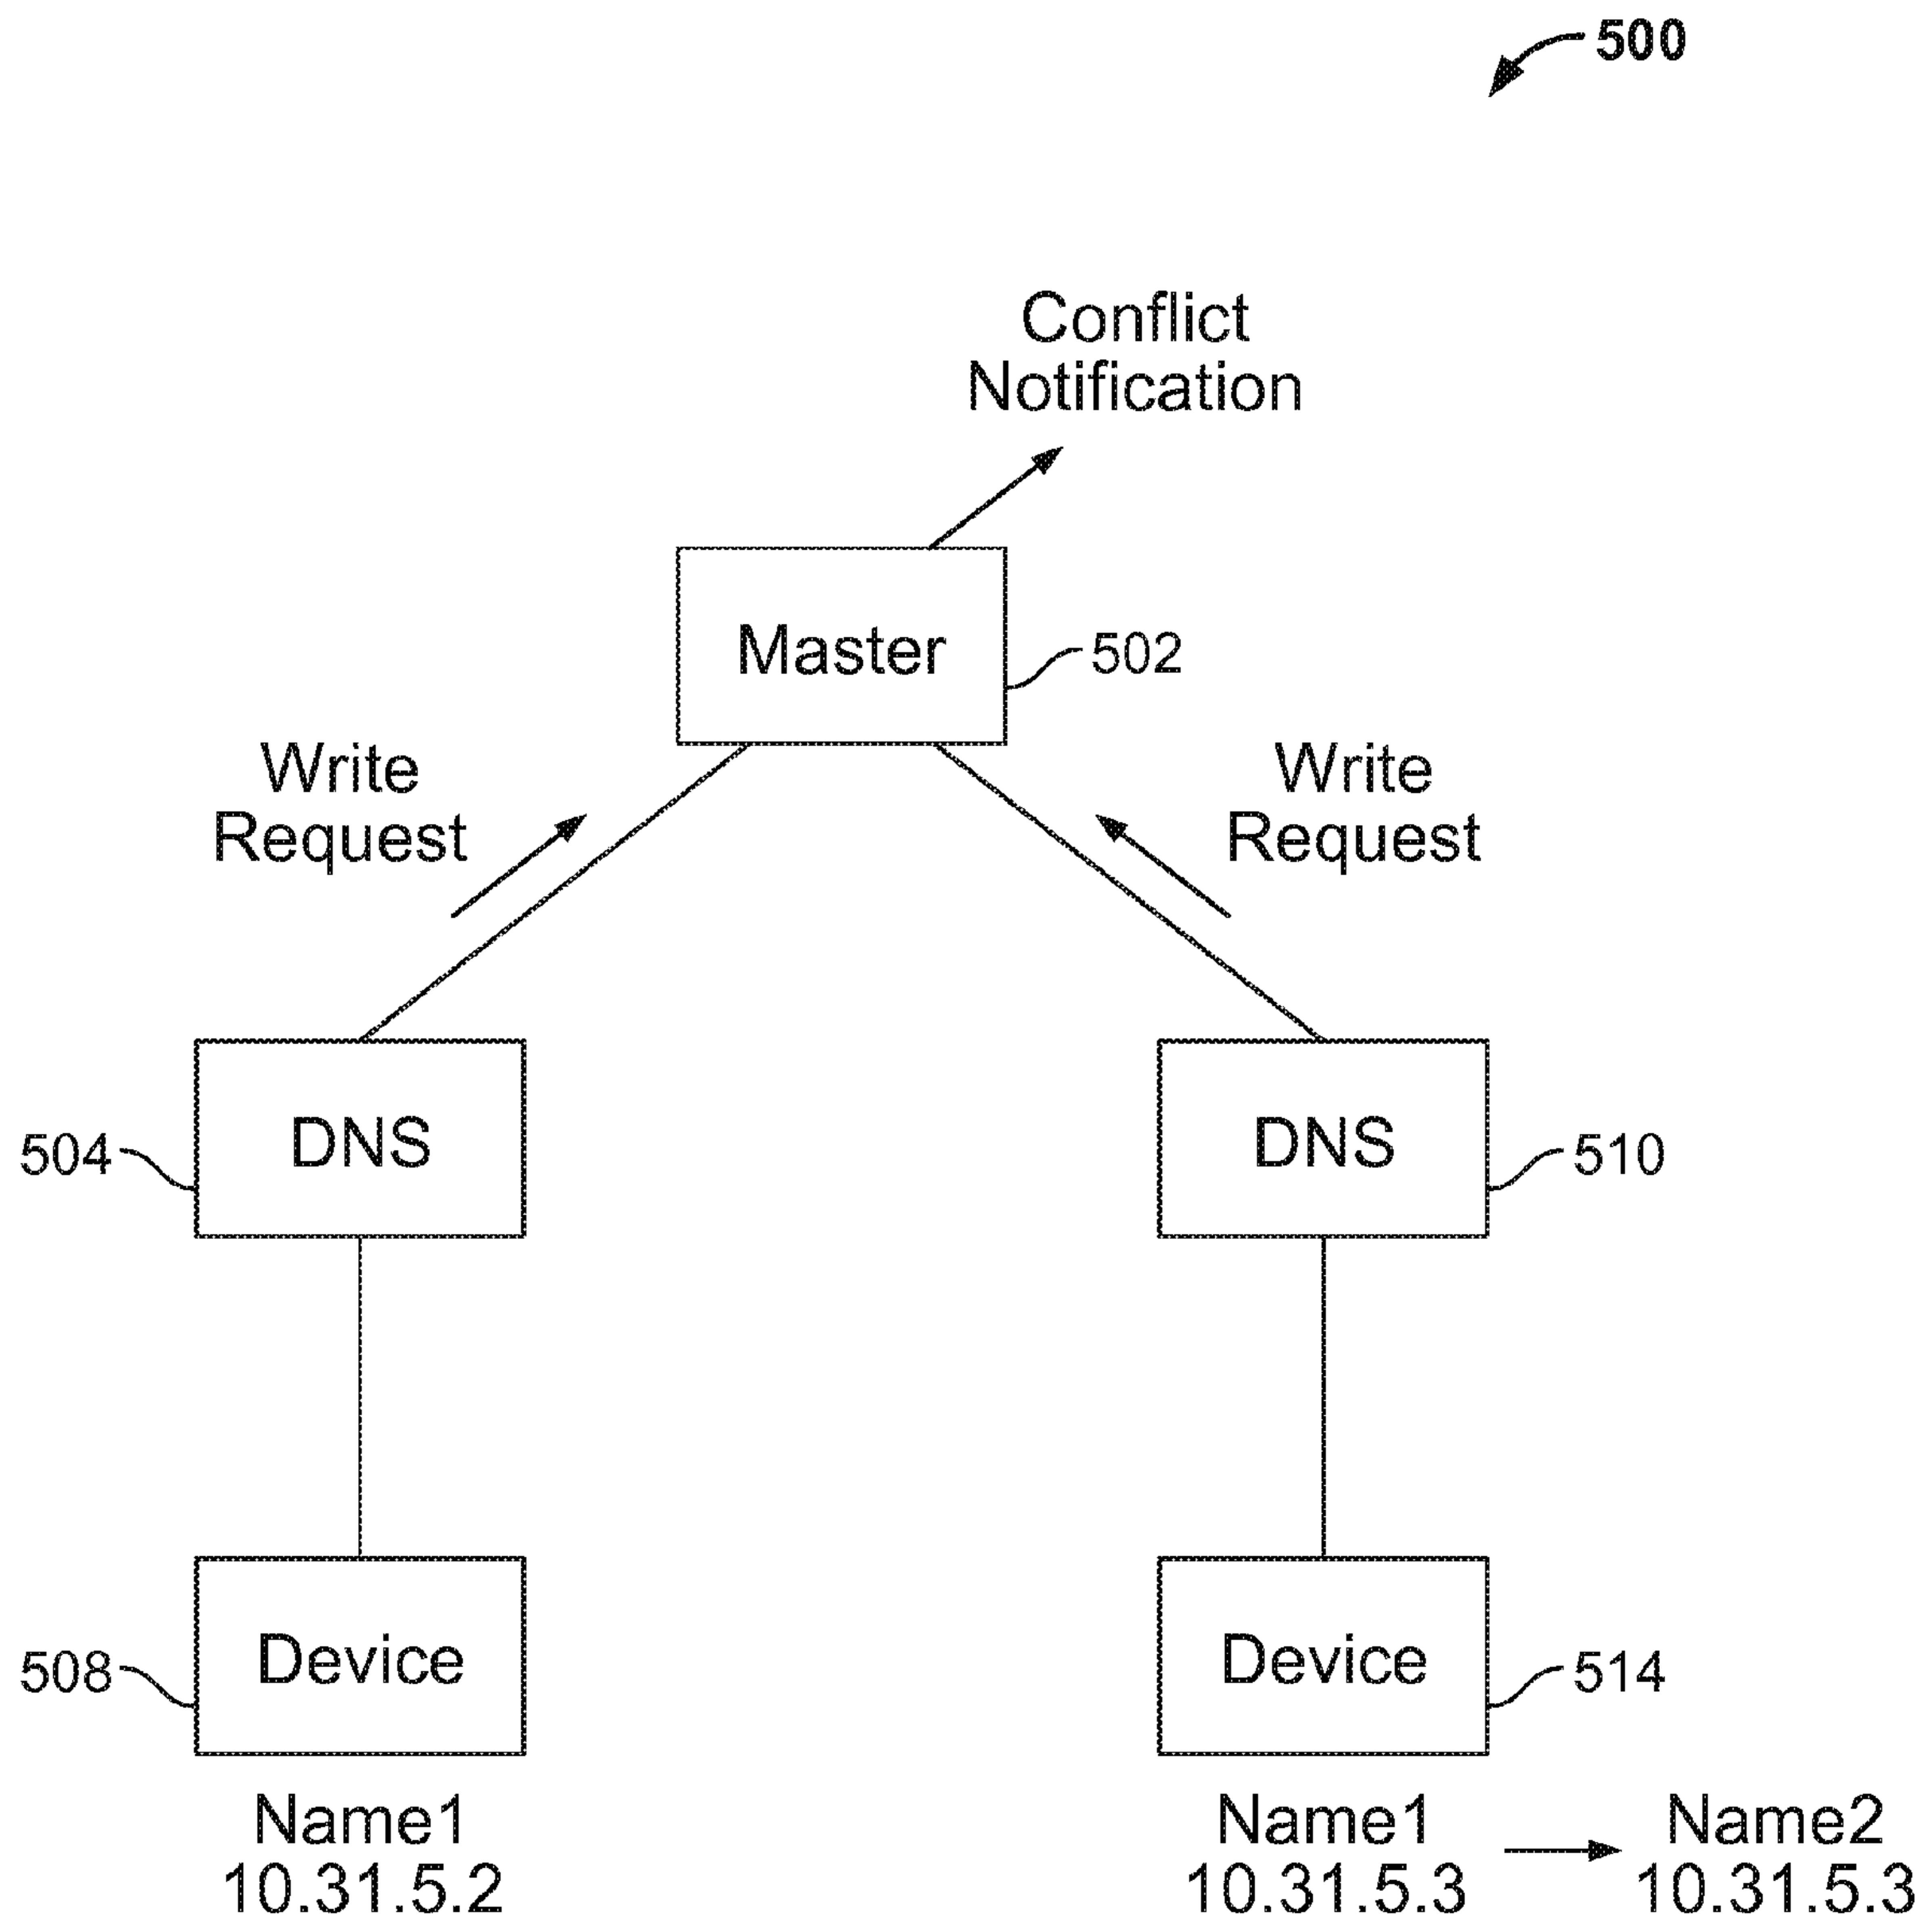 500
Conflict
Notification
Master
502
Write
Request
Write
Request
DNS
504
DNS
510
Device
508
Device
514
Name1
10.31.5.2
Name1
10.31.5.3
Name2
10.31.5.3